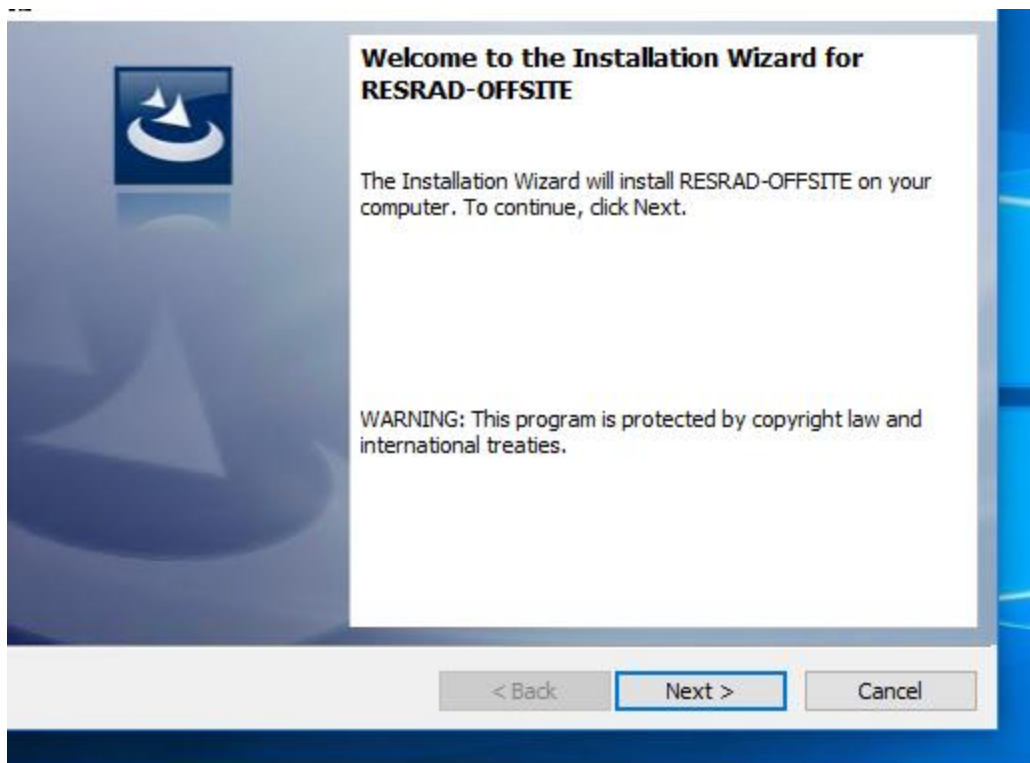 Welcome to the Installation Wizard for
RESRAD-OFFSITE
The Installation Wizard will install RESRAD-OFFSITE on your
computer. To continue, click Next.
WARNING: This program is protected by copyright law and
international treaties.
< Back
Next >
Cancel